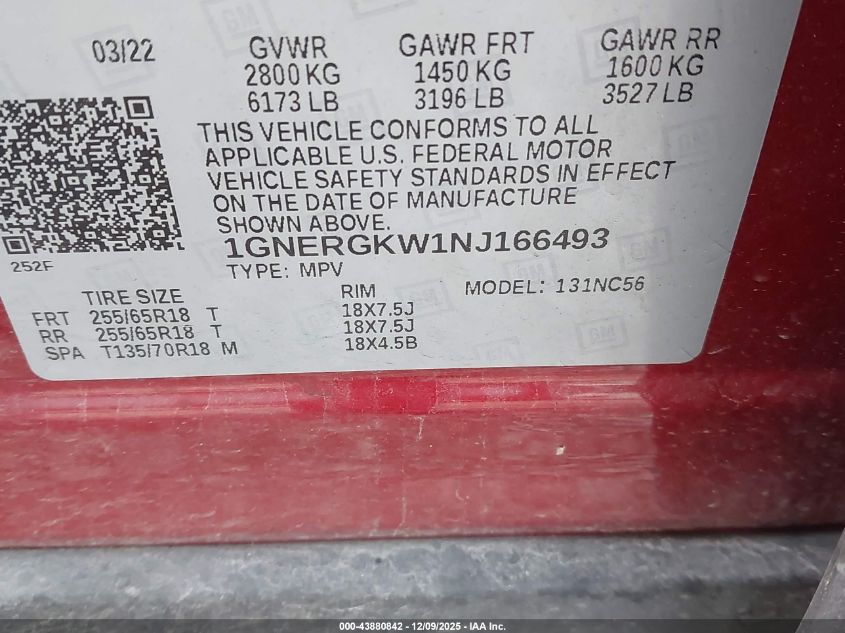 03/22 GVWR GAWR FRT GAWR RR
2800 KG 1450 KG 1600 KG
6173 LB 3196 LB 3527 LB
THIS VEHICLE CONFORMS TO ALL
APPLICABLE U.S. FEDERAL MOTOR
VEHICLE SAFETY STANDARDS IN EFFECT
ON THE DATE OF MANUFACTURE
SHOWN ABOVE.
1GNERGKW1NJ166493
252F TYPE: MPV
TIRE SIZE RIM MODEL: 131NC56
FRT 255/65R18 T 18X7.5J
RR 255/65R18 T 18X7.5J
SPA T135/70R18 M 18X4.5B
000-43880842 - 12/09/2025 - IAA Inc.